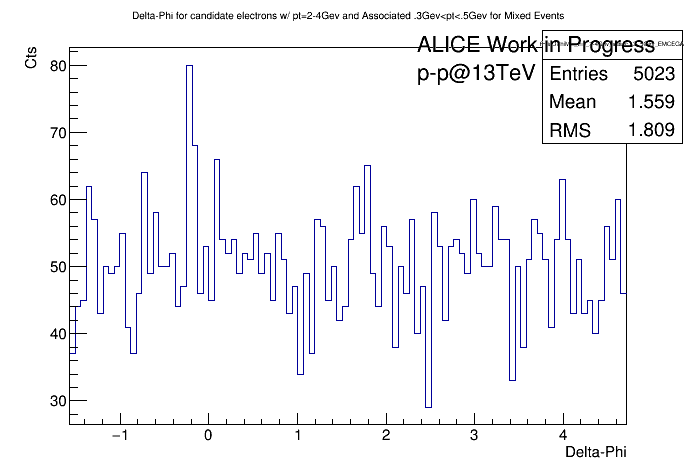 Delta-Phi for candidate electrons w/ pt=2-4Gev and Associated .3Gev<pt<.5Gev for Mixed Events
Cts
ALICE Work in Progress
p-p@13TeV
Entries 5023
Mean 1.559
RMS 1.809
80
70
60
50
40
30
−1 0 1 2 3 4
Delta-Phi